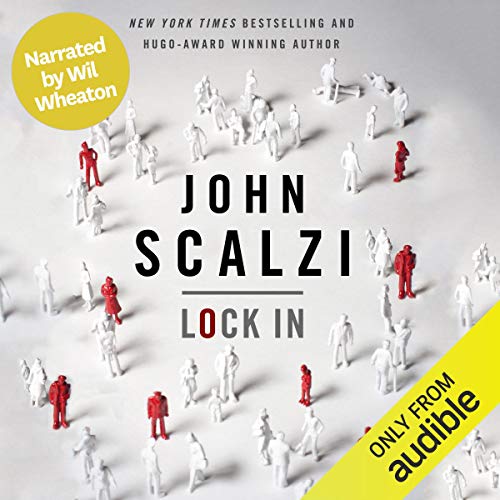 NEW YORK TIMES BESTSELLING AND
HUGO-AWARD WINNING AUTHOR
Narrated
by Wil
Wheaton
JOHN
SCALZI
LOCK IN
ONLY FROM
audible